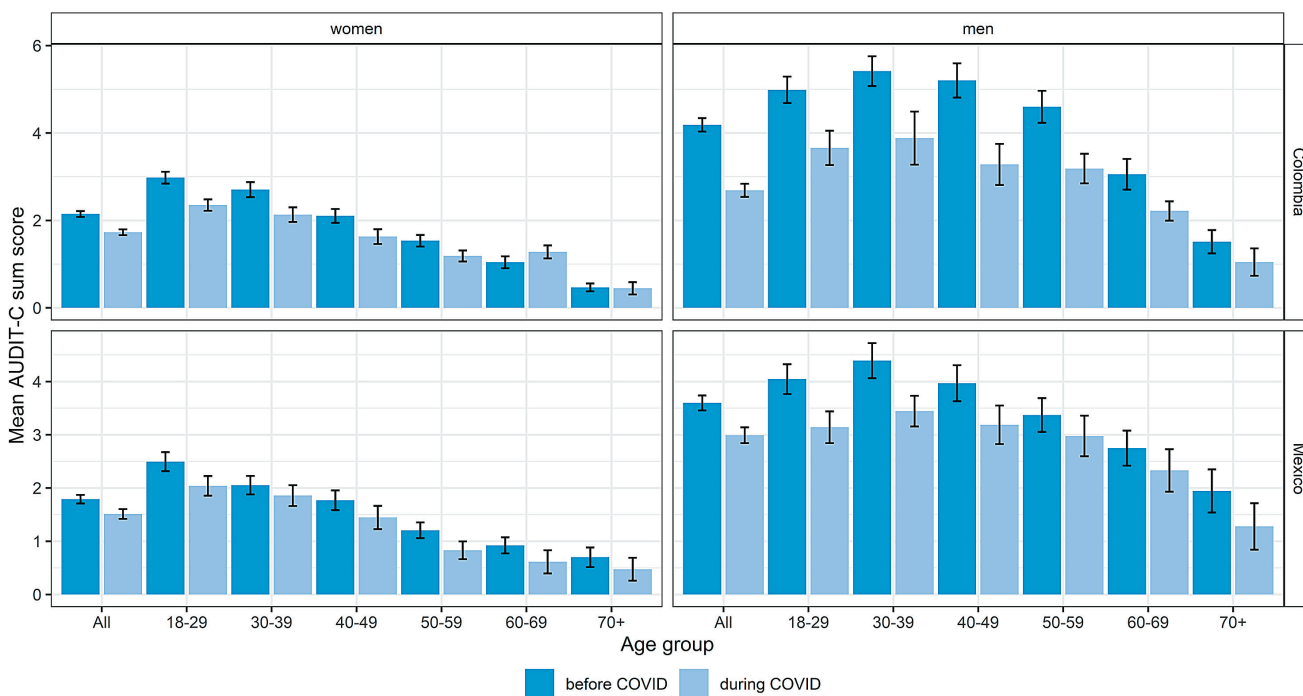 women
men
6
4
2
0
Colombia
Mean AUDIT-C sum score
4
3
2
1
0
Mexico
All
18-29
30-39
40-49
50-59
60-69
70+
All
18-29
30-39
40-49
50-59
60-69
70+
Age group
before COVID
during COVID